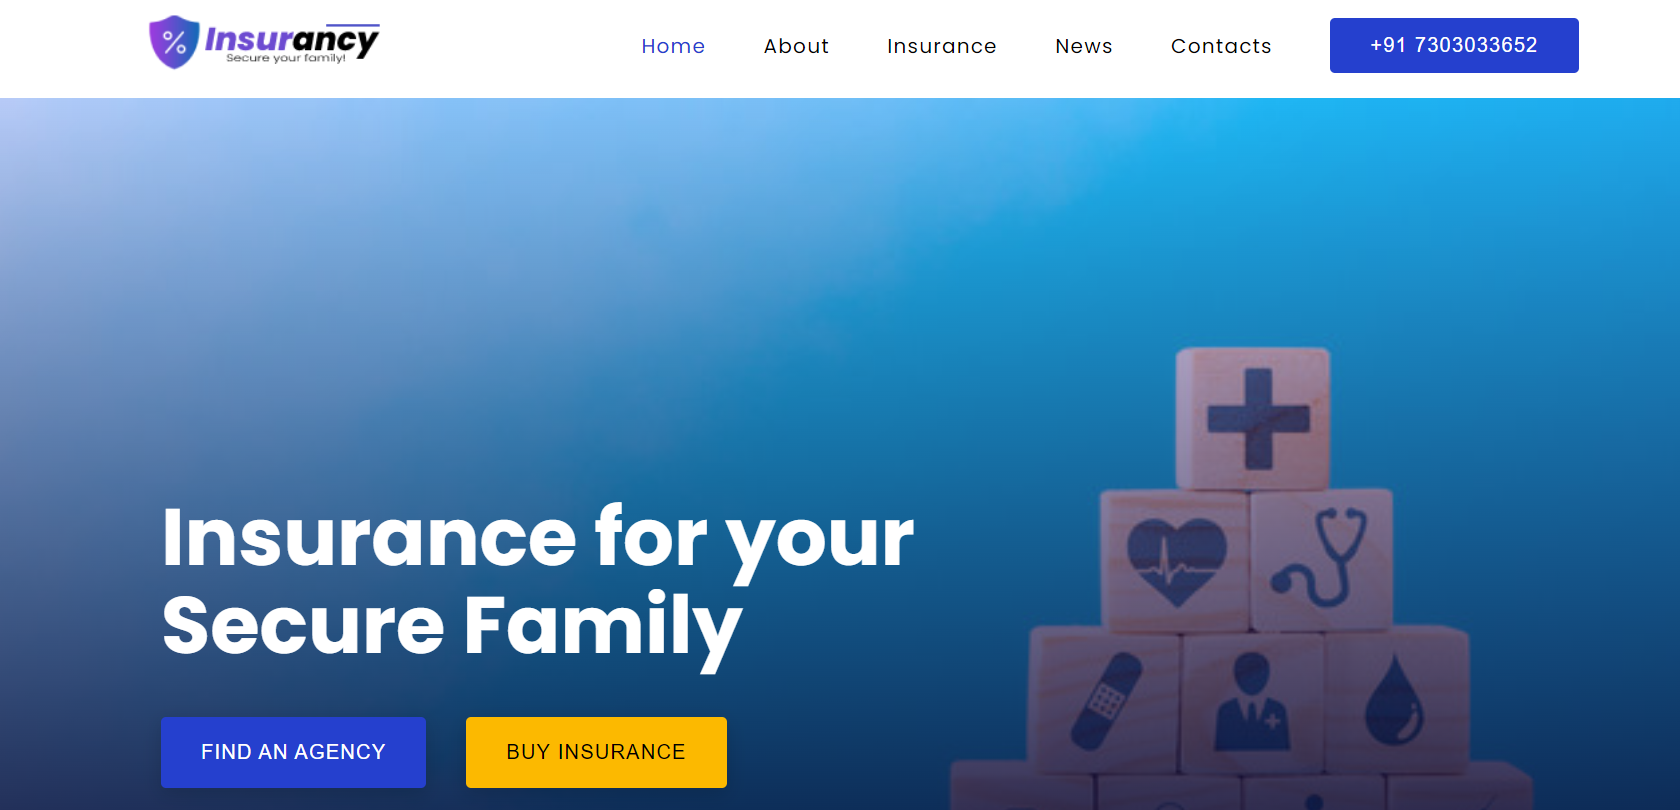 Insurancy
Secure your family!
Home About Insurance News Contacts +91 7303033652
Insurance for your
Secure Family
FIND AN AGENCY BUY INSURANCE